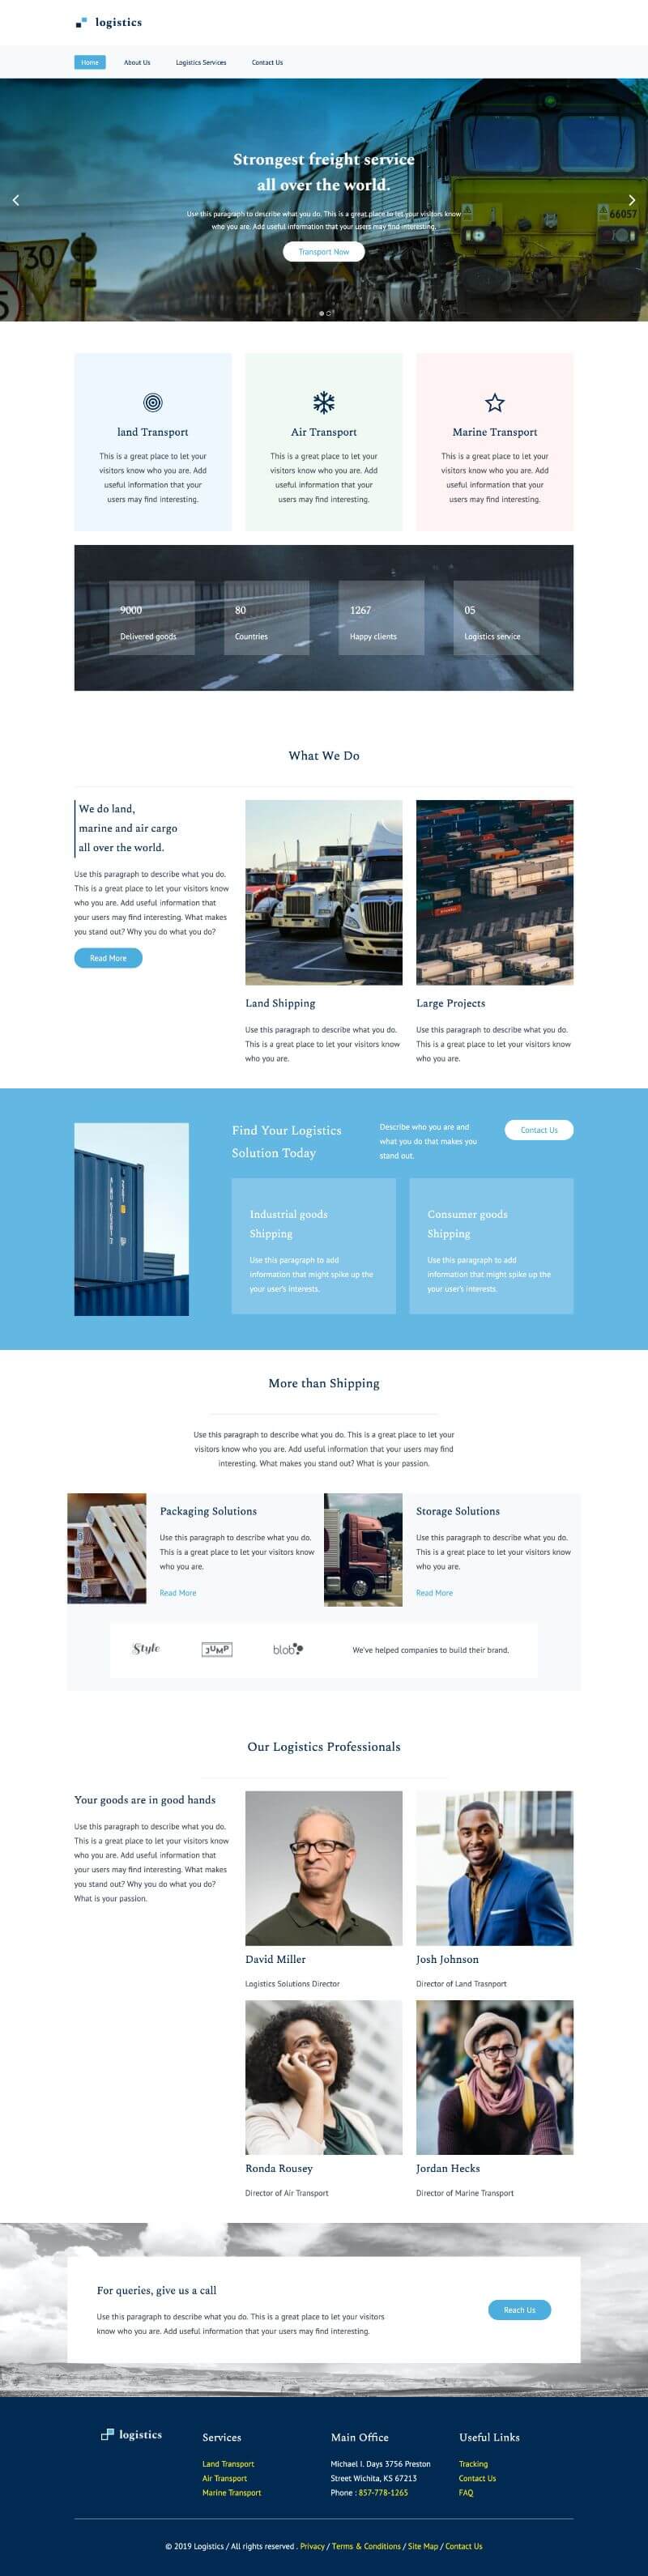 logistics
Home
About Us
Logistics Services
Contact Us
Strongest freight service
all over the world.
Use this paragraph to describe what you do. This is a great place to let your visitors know
who you are. Add useful information that your users may find interesting.
Transport Now
30
5
66057
land Transport
This is a great place to let your
visitors know who you are. Add
useful information that your
users may find interesting.
Air Transport
This is a great place to let your
visitors know who you are. Add
useful information that your
users may find interesting.
Marine Transport
This is a great place to let your
visitors know who you are. Add
useful information that your
users may find interesting.
9000
Delivered goods
80
Countries
1267
Happy clients
05
Logistics service
What We Do
We do land,
marine and air cargo
all over the world.
Use this paragraph to describe what you do.
This is a great place to let your visitors know
who you are. Add useful information that
your users may find interesting. What makes
you stand out? Why you do what you do?
Read More
Land Shipping
Use this paragraph to describe what you do.
This is a great place to let your visitors know
who you are.
Large Projects
Use this paragraph to describe what you do.
This is a great place to let your visitors know
who you are.
Find Your Logistics
Solution Today
Describe who you are and
what you do that makes you
stand out.
Contact Us
Industrial goods
Shipping
Use this paragraph to add
information that might spike up the
your user's interests.
Consumer goods
Shipping
Use this paragraph to add
information that might spike up the
your user's interests.
More than Shipping
Use this paragraph to describe what you do. This is a great place to let your
visitors know who you are. Add useful information that your users may find
interesting. What makes you stand out? What is your passion.
Packaging Solutions
Use this paragraph to describe what you do.
This is a great place to let your visitors know
who you are.
Read More
Storage Solutions
Use this paragraph to describe what you do.
This is a great place to let your visitors know
who you are.
Read More
Style
JUMP
blob
We've helped companies to build their brand.
Our Logistics Professionals
Your goods are in good hands
Use this paragraph to describe what you do.
This is a great place to let your visitors know
who you are. Add useful information that
your users may find interesting. What makes
you stand out? Why you do what you do?
What is your passion.
David Miller
Logistics Solutions Director
Josh Johnson
Director of Land Trasnport
Ronda Rousey
Director of Air Transport
Jordan Hecks
Director of Marine Transport
For queries, give us a call
Use this paragraph to describe what you do. This is a great place to let your visitors
know who you are. Add useful information that your users may find interesting.
Reach Us
logistics
Services
Land Transport
Air Transport
Marine Transport
Main Office
Michael I. Days 3756 Preston
Street Wichita, KS 67213
Phone : 857-778-1265
Useful Links
Tracking
Contact Us
FAQ
© 2019 Logistics / All rights reserved . Privacy / Terms & Conditions / Site Map / Contact Us